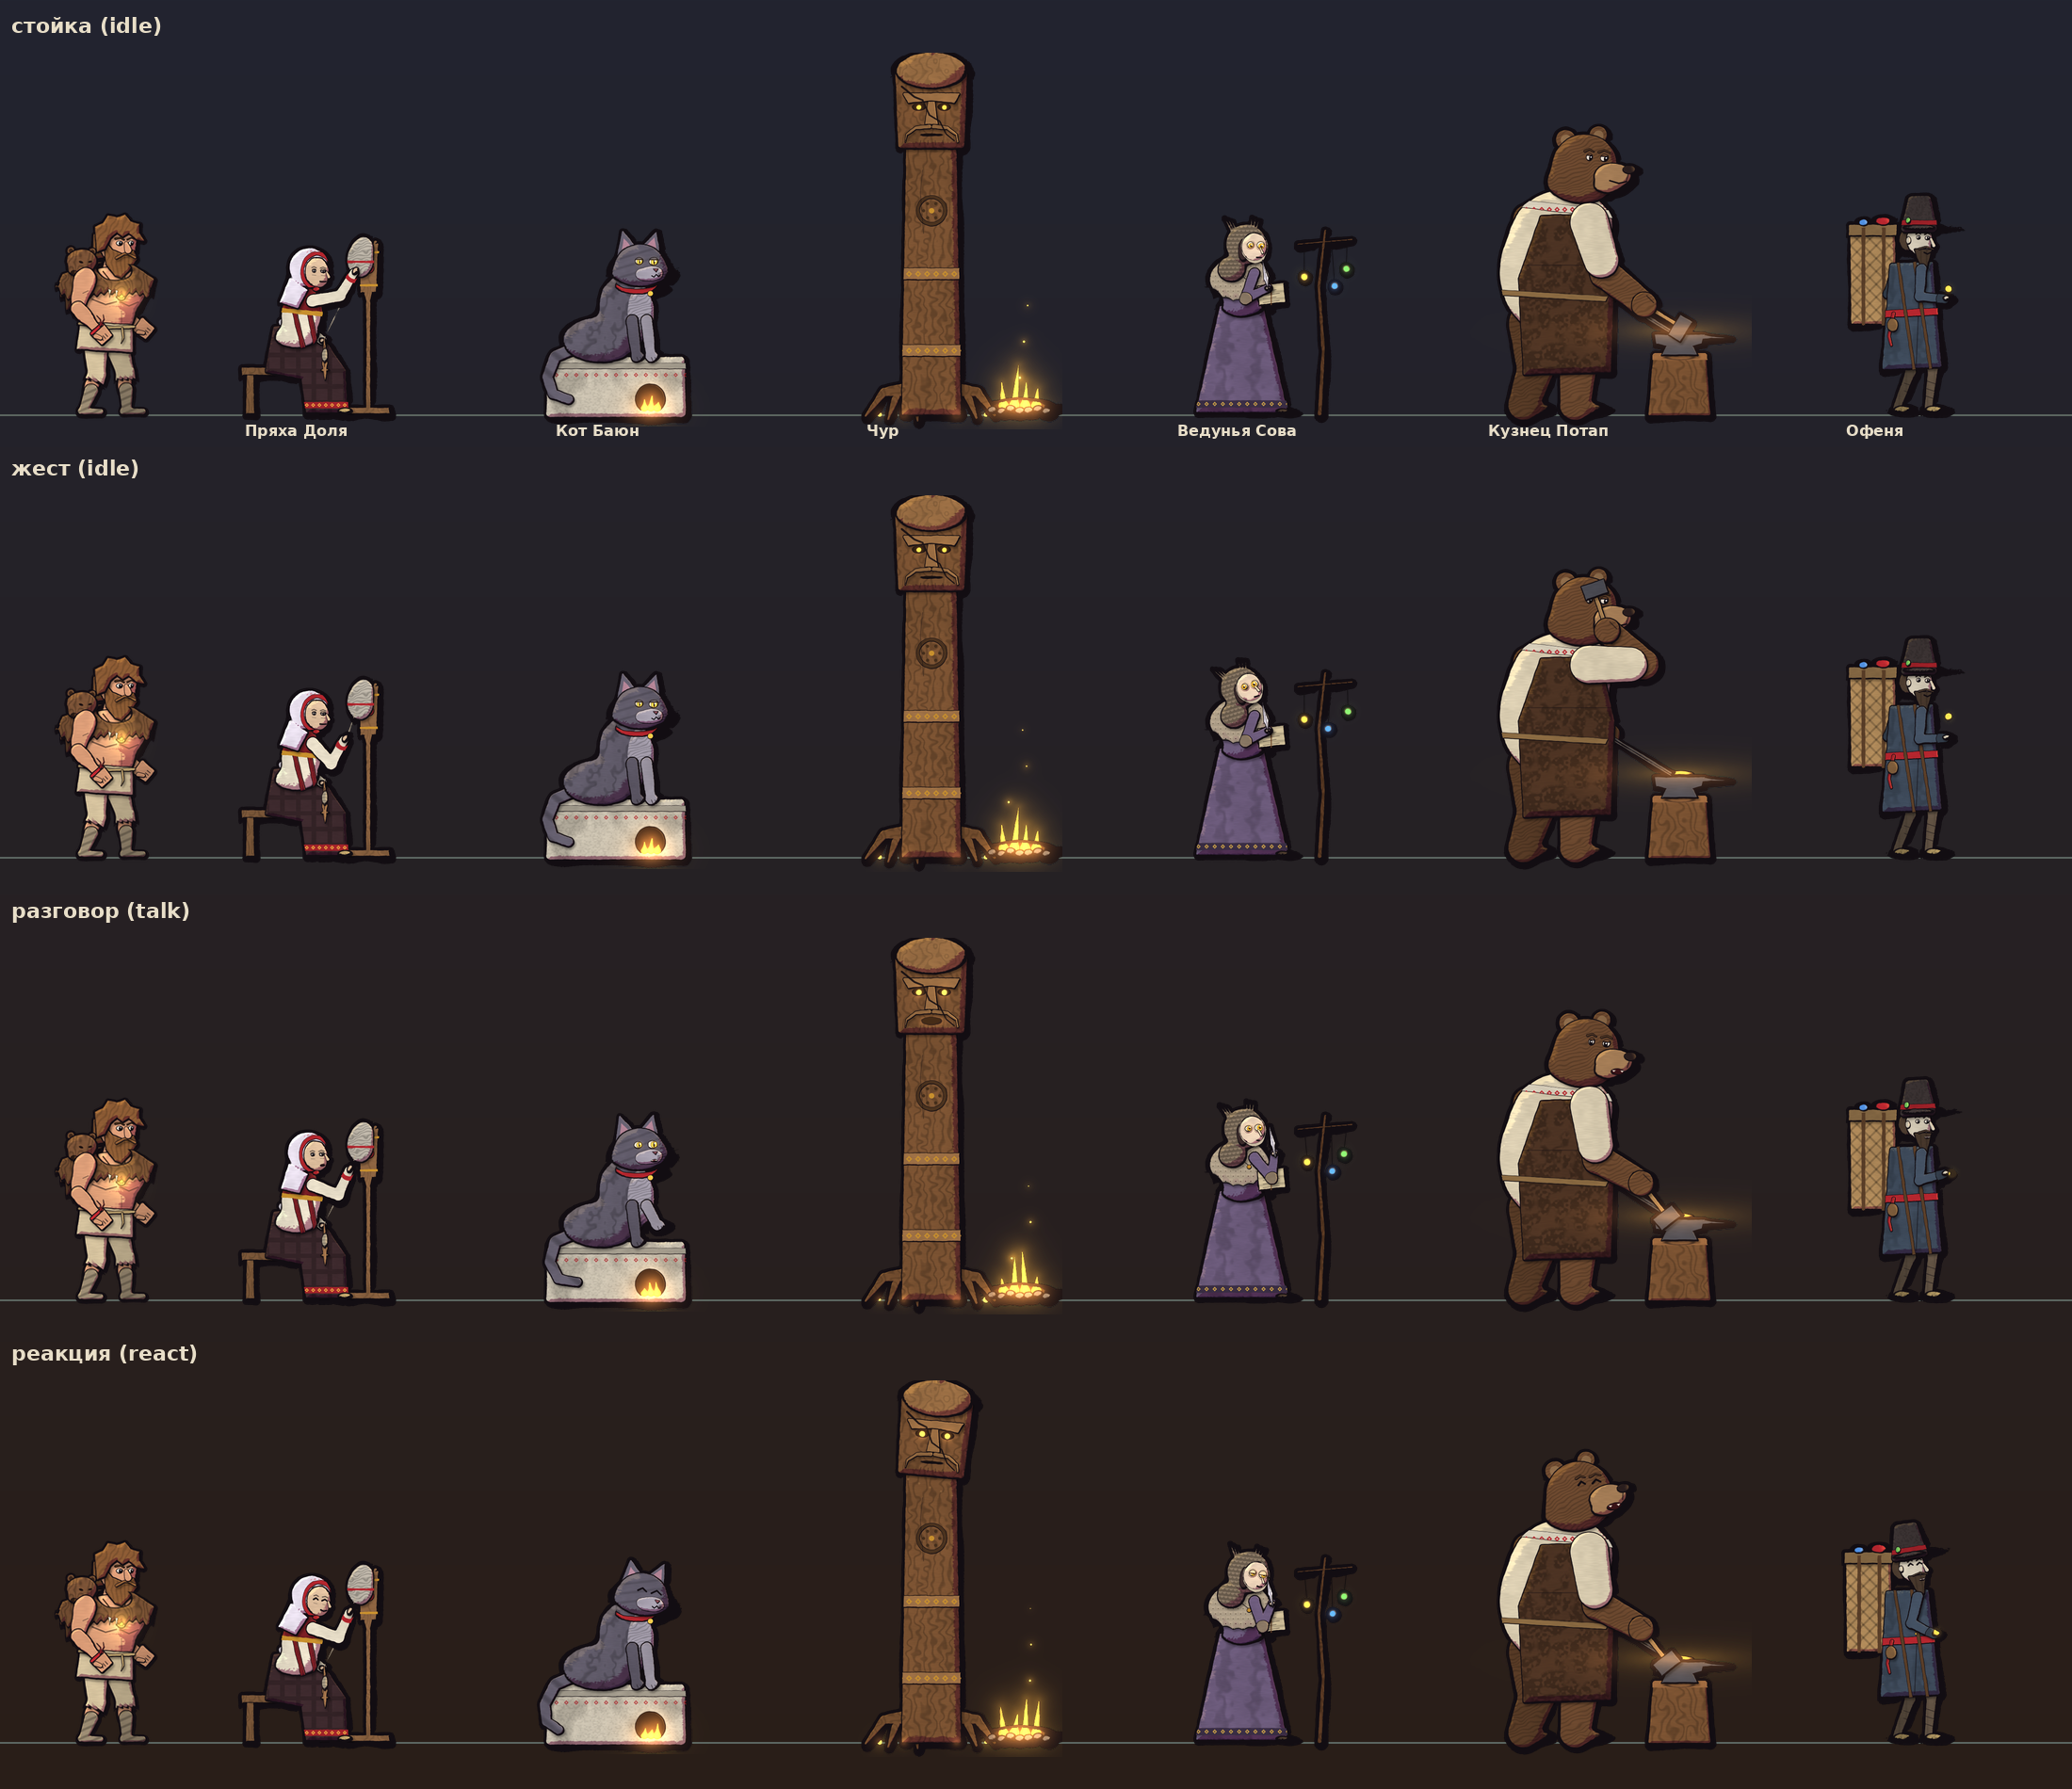 стойка (idle)
Пряха Доля
Кот Баюн
Чур
Ведунья Сова
Кузнец Потап
Офеня
жест (idle)
разговор (talk)
реакция (react)